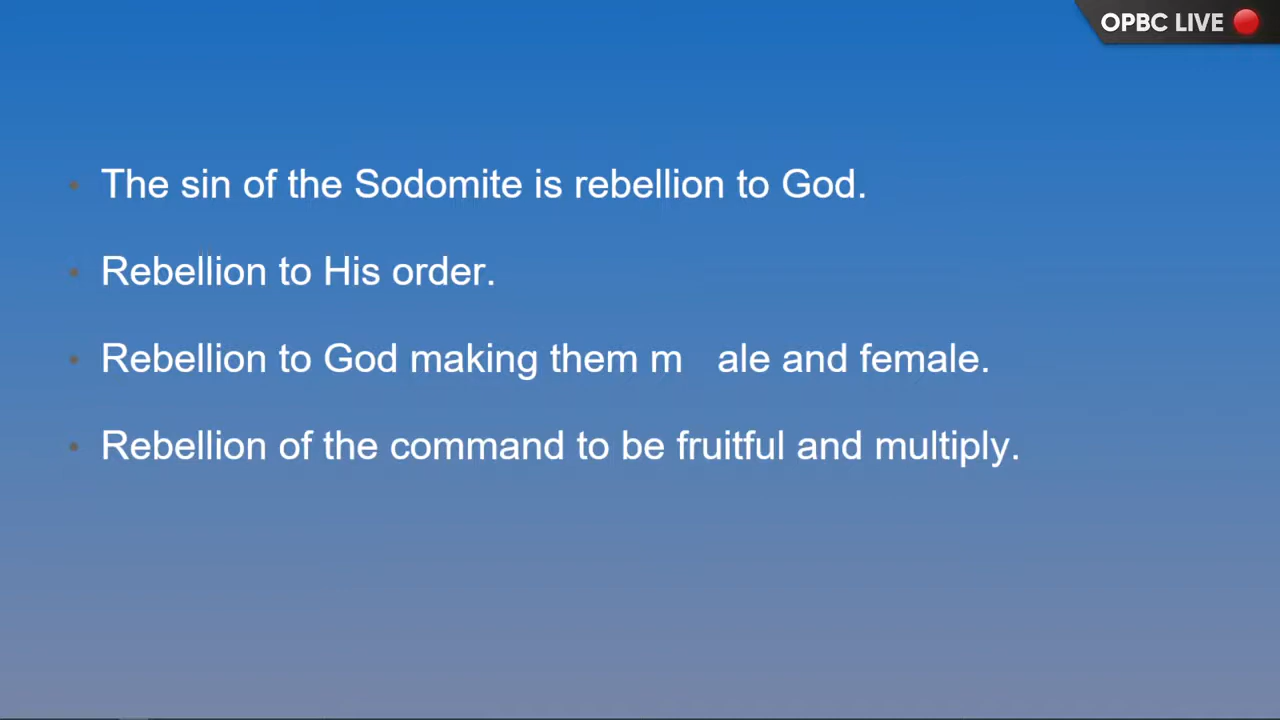 OPBC LIVE
• The sin of the Sodomite is rebellion to God.
• Rebellion to His order.
• Rebellion to God making them m   ale and female.
• Rebellion of the command to be fruitful and multiply.